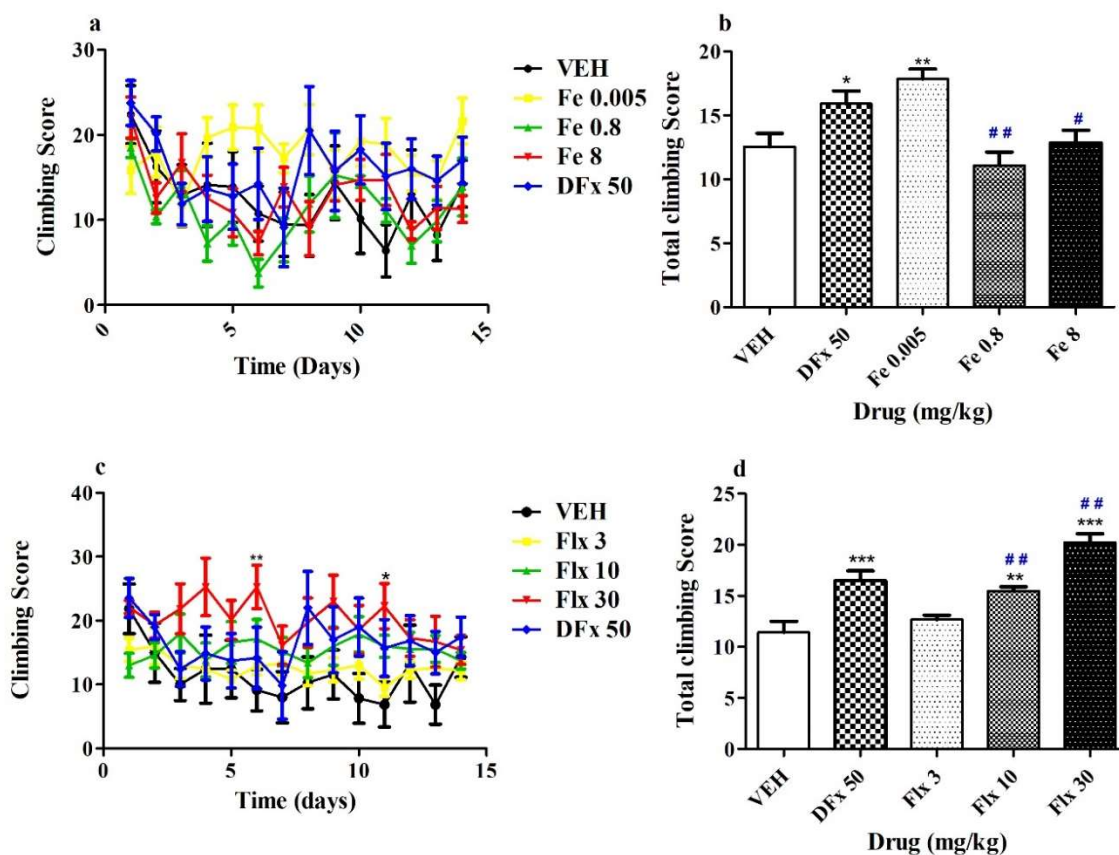 a
Climbing Score
30
20
10
0
0
5
10
15
Time (Days)
VEH
Fe 0.005
Fe 0.8
Fe 8
DFx 50
b
Total climbing Score
20
15
10
5
0
*
**
# #
#
VEH
DFx 50
Fe 0.005
Fe 0.8
Fe 8
Drug (mg/kg)
c
Climbing Score
40
30
20
10
0
0
5
10
15
**
*
Time (days)
VEH
Flx 3
Flx 10
Flx 30
DFx 50
d
Total climbing Score
25
20
15
10
5
0
***
# #
**
# #
***
VEH
DFx 50
Flx 3
Flx 10
Flx 30
Drug (mg/kg)